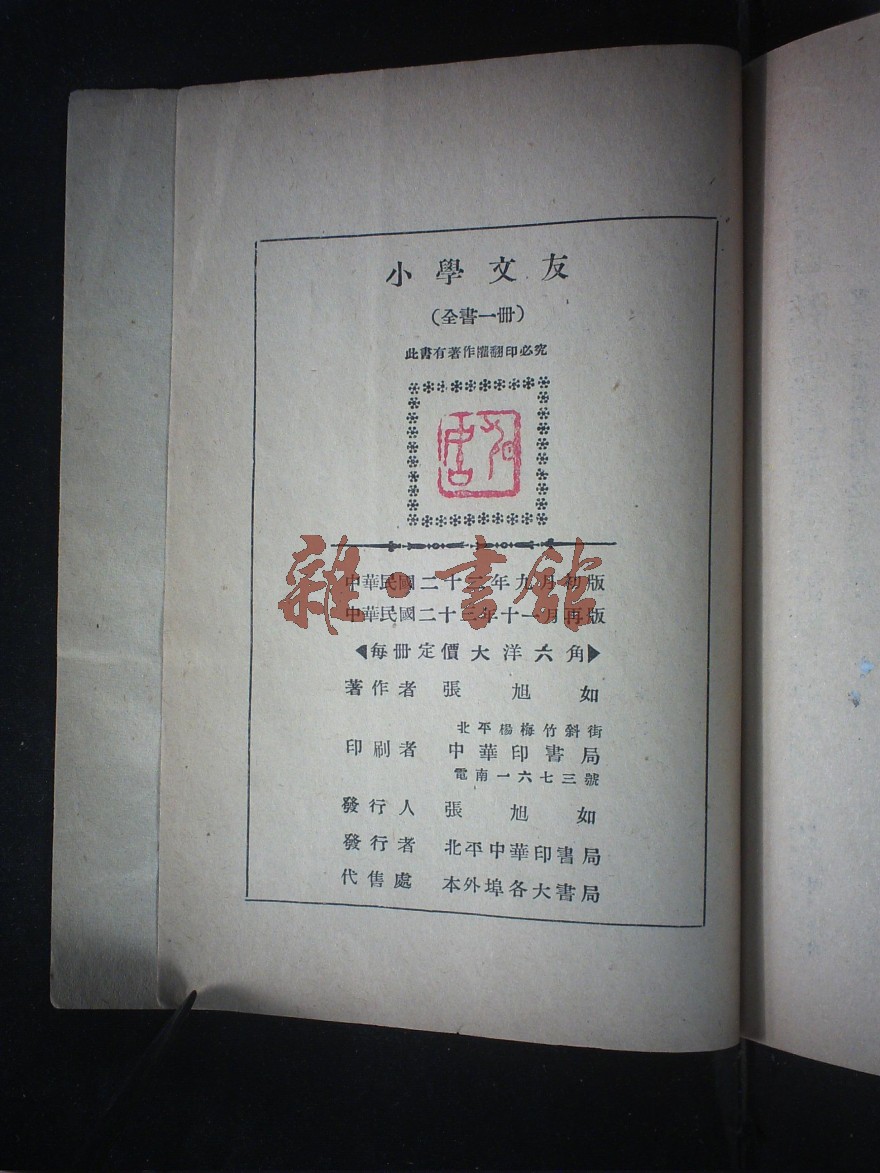 小學文友
（全書一冊）
此書有著作權翻印必究
中華民國二十二年九月初版
中華民國二十三年十一月再版
◀每冊定價大洋六角▶
著作者 張旭如
北平楊梅竹斜街
印刷者 中華印書局
電南一六七三號
發行人 張旭如
發行者 北平中華印書局
代售處 本外埠各大書局
雜·書館